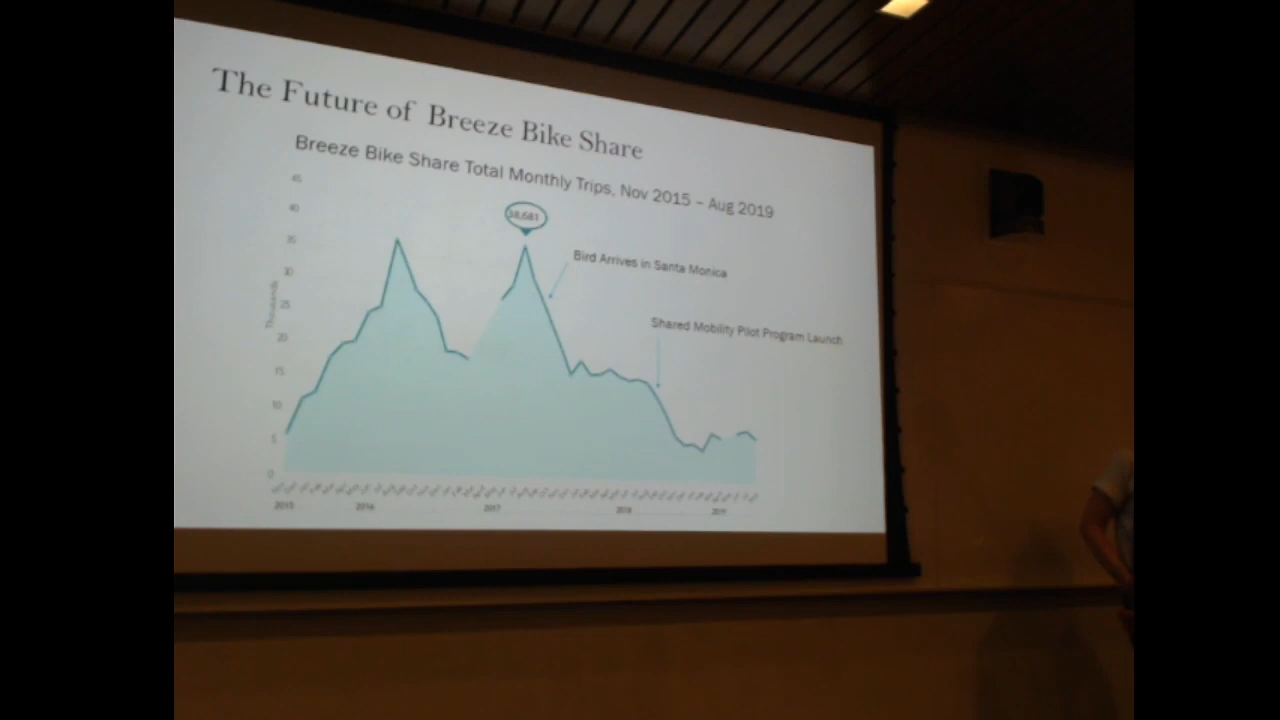 The Future of Breeze Bike Share
Breeze Bike Share Total Monthly Trips, Nov 2015 – Aug 2019
45
40
35
30
25
20
15
10
5
0
Thousands
38,681
Bird Arrives in Santa Monica
Shared Mobility Pilot Program Launch
2015 2016 2017 2018 2019